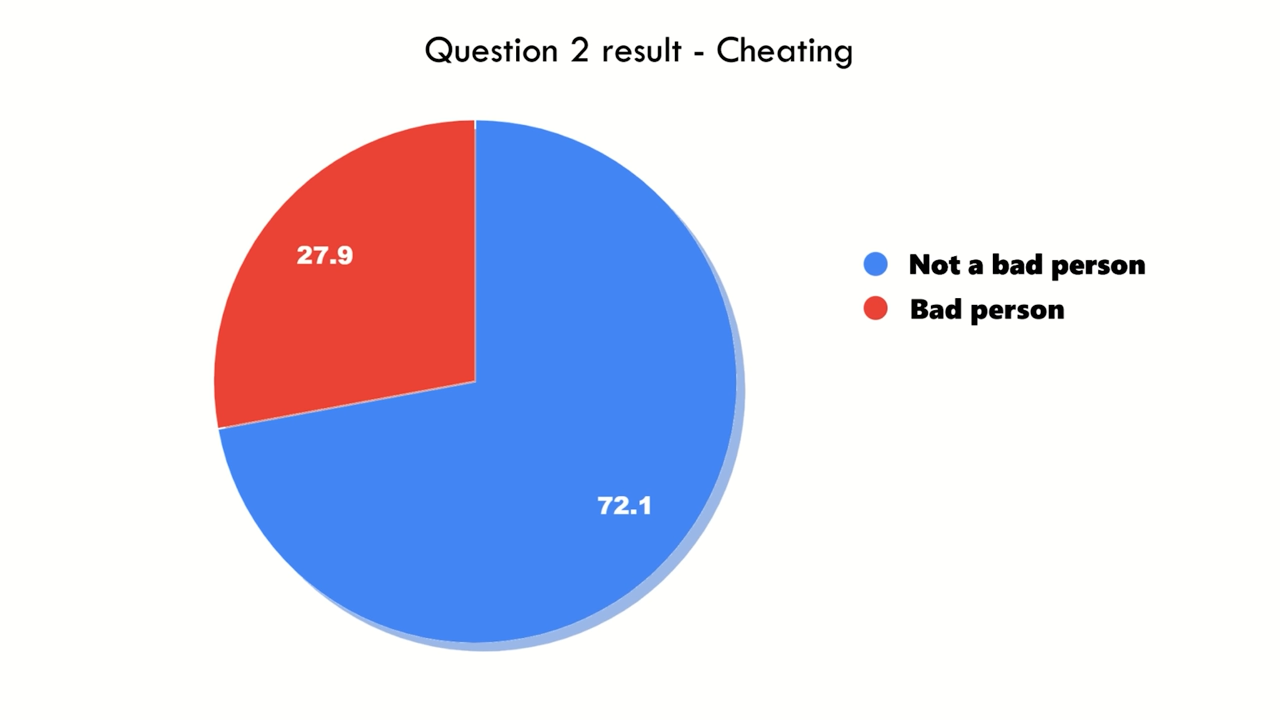 Question 2 result - Cheating
27.9
72.1
Not a bad person
Bad person